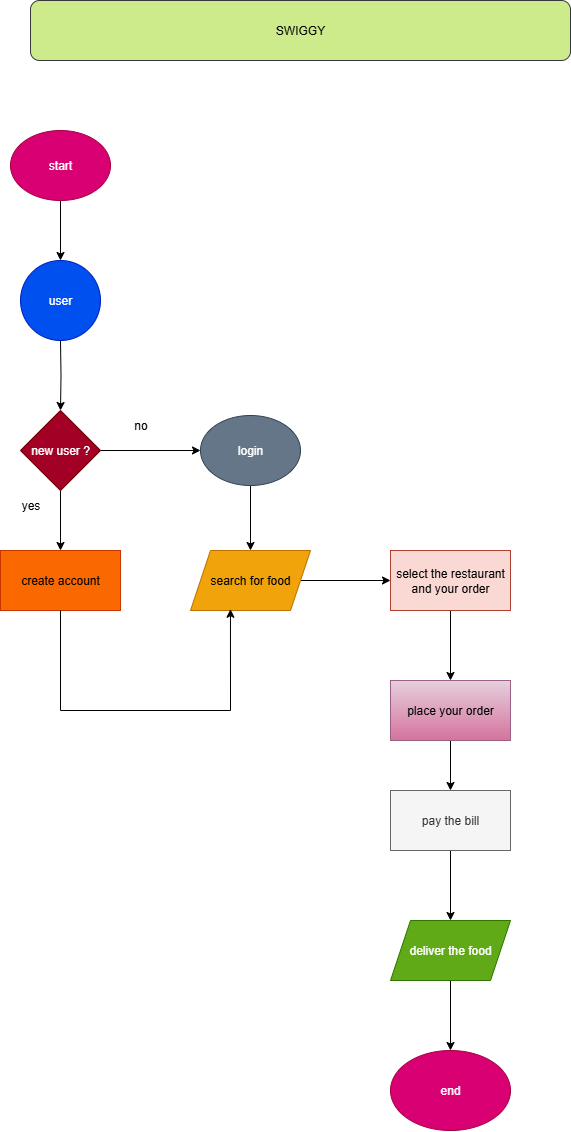 SWIGGY
start
user
new user ?
no
login
yes
create account
search for food
select the restaurant
and your order
place your order
pay the bill
deliver the food
end